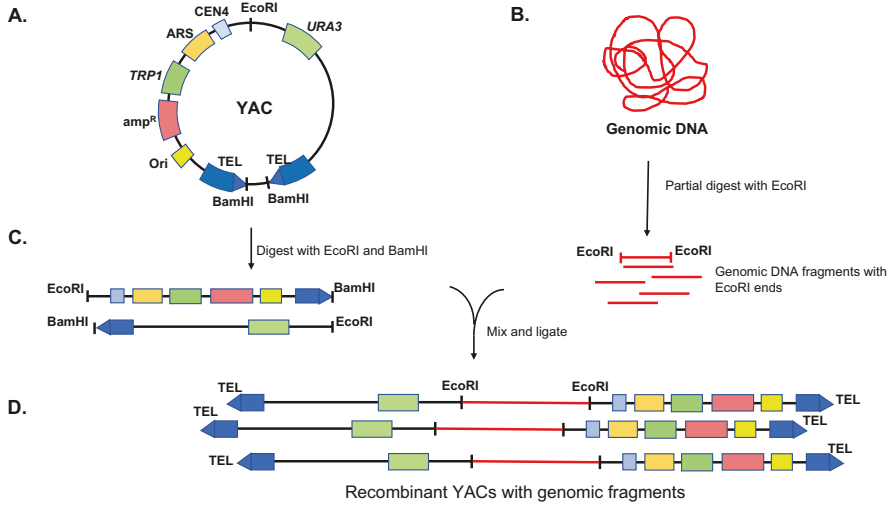 A.
CEN4
EcoRI
URA3
ARS
TRP1
YAC
ampR
Ori
TEL
TEL
BamHI
BamHI
B.
Genomic DNA
Partial digest with EcoRI
EcoRI
EcoRI
Genomic DNA fragments with
EcoRI ends
C.
Digest with EcoRI and BamHI
EcoRI
BamHI
BamHI
EcoRI
Mix and ligate
D.
TEL
EcoRI
EcoRI
TEL
TEL
TEL
TEL
TEL
Recombinant YACs with genomic fragments